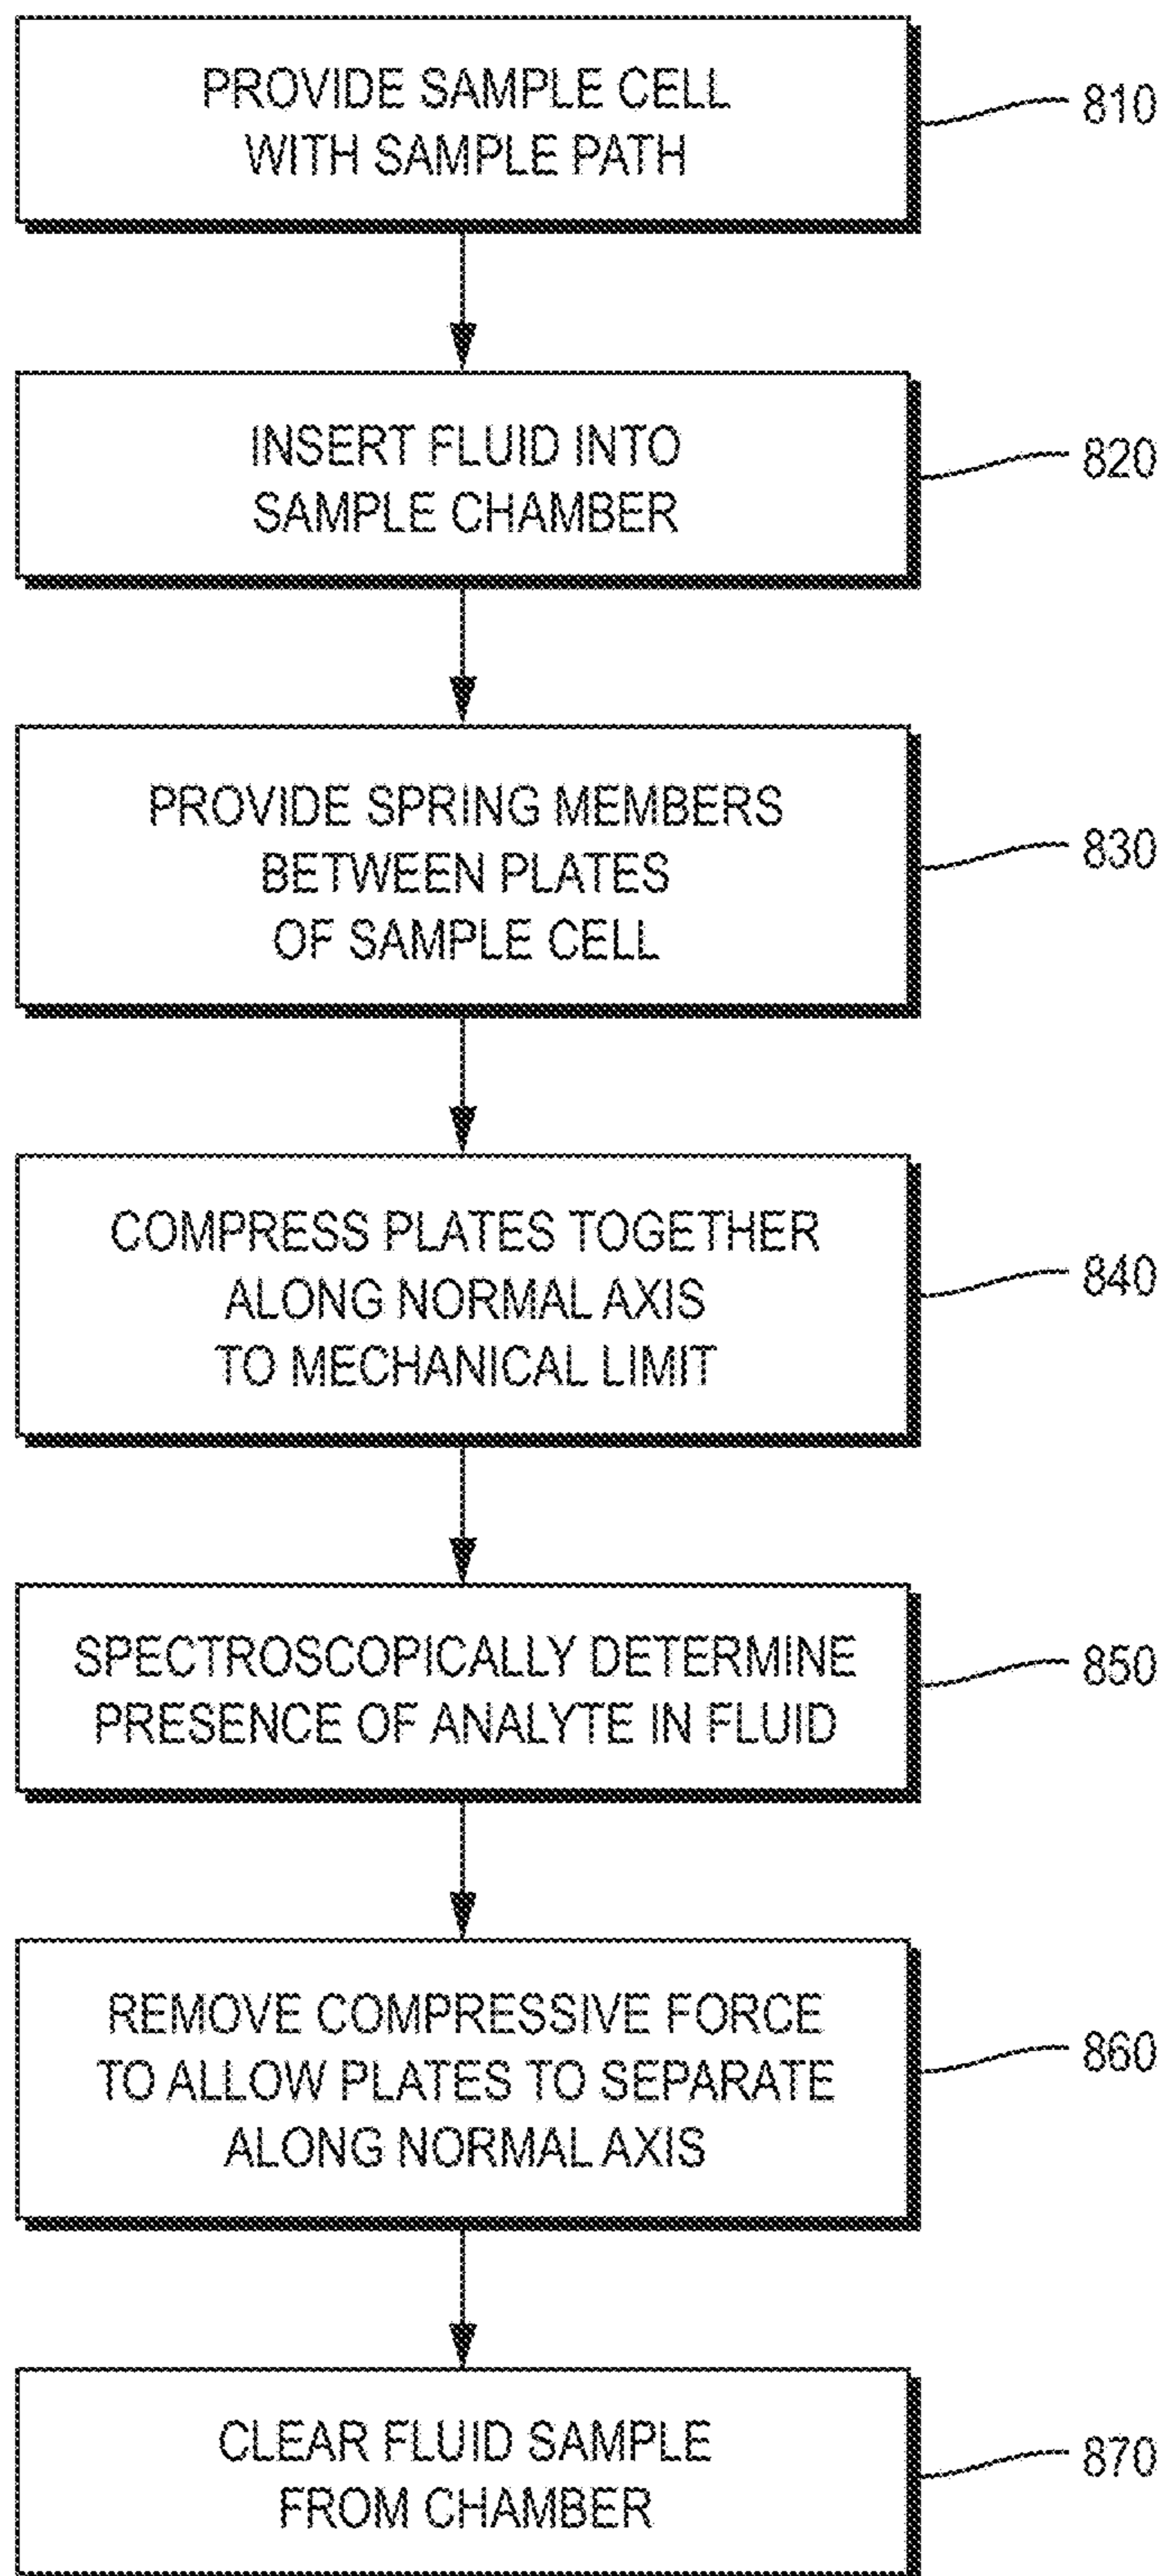 PROVIDE SAMPLE CELL
WITH SAMPLE PATH
810
INSERT FLUID INTO
SAMPLE CHAMBER
820
PROVIDE SPRING MEMBERS
BETWEEN PLATES
OF SAMPLE CELL
830
COMPRESS PLATES TOGETHER
ALONG NORMAL AXIS
TO MECHANICAL LIMIT
840
SPECTROSCOPICALLY DETERMINE
PRESENCE OF ANALYTE IN FLUID
850
REMOVE COMPRESSIVE FORCE
TO ALLOW PLATES TO SEPARATE
ALONG NORMAL AXIS
860
CLEAR FLUID SAMPLE
FROM CHAMBER
870